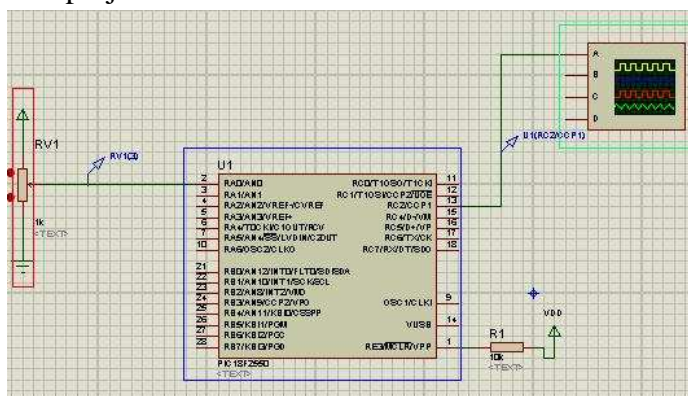 A
B
C
D
RV1
RV1(2)
U1(RC2/CCP1)
U1
2 RA0/AN0
3 RA1/AN1
4 RA2/AN2/VREF-/CVREF
5 RA3/AN3/VREF+
6 RA4/T0CKI/C1OUT/RCV
7 RA5/AN4/SS/LVDIN/C2OUT
10 RA6/OSC2/CLKO
RC0/T1OSO/T1CKI 11
RC1/T1OSI/CCP2/UOE 12
RC2/CCP1 13
RC4/D-/VM 15
RC5/D+/VP 16
RC6/TX/CK 17
RC7/RX/DT/SDO 18
1k
<TEXT>
21 RB0/AN12/INT0/FLT0/SDI/SDA
22 RB1/AN10/INT1/SCK/SCL
23 RB2/AN8/INT2/VMO
24 RB3/AN9/CCP2/VPO
25 RB4/AN11/KBI0/CSSPP
26 RB5/KBI1/PGM
27 RB6/KBI2/PGC
28 RB7/KBI3/PGD
OSC1/CLKI 9
VUSB 14
RE3/MCLR/VPP 1
PIC18F2550
<TEXT>
VDD
R1
10k
<TEXT>